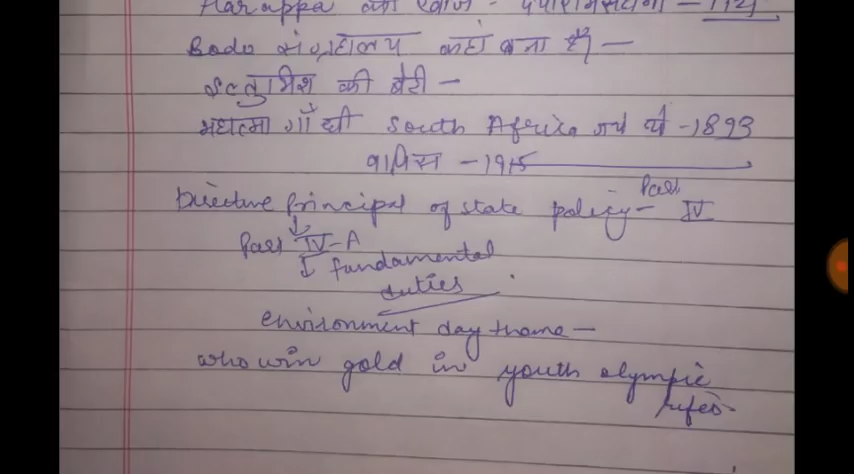 Harappa की खोज - दयाराम साहनी - 1921
Bodo संग्रहालय कहां बना है -
इल्तुतमिश की बेटी -
महात्मा गाँधी South Africa गये थे - 1893
वापिस - 1915
Directive Principal of state policy - Part IV
Part IV-A
fundamental
duties
environment day theme -
who win gold in youth olympic
rifes-